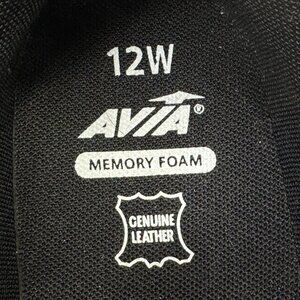 12W
AVIA®
MEMORY FOAM
GENUINE
LEATHER